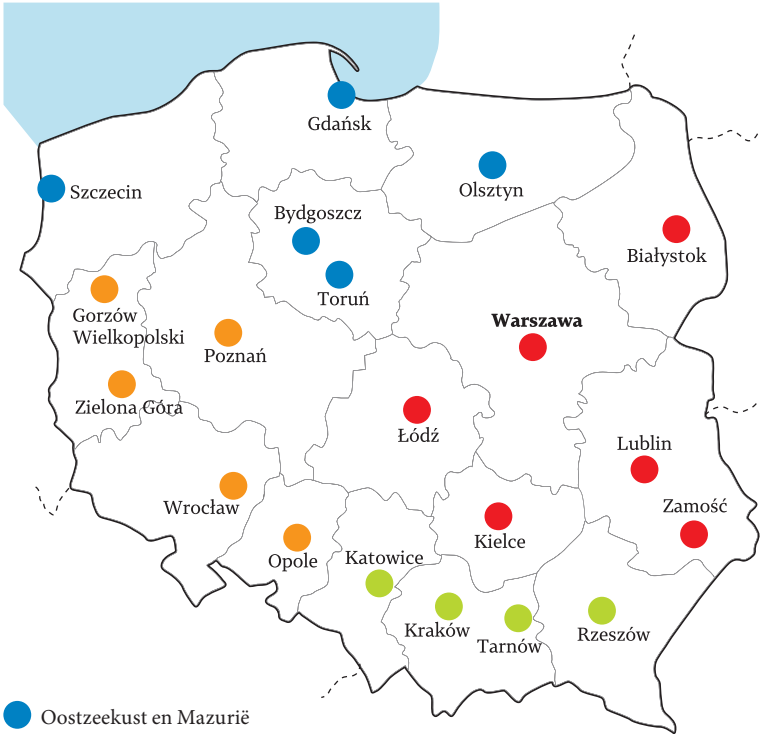 Gdańsk
Szczecin
Olsztyn
Bydgoszcz
Białystok
Toruń
Gorzów
Wielkopolski
Warszawa
Poznań
Zielona Góra
Łódź
Lublin
Wrocław
Zamość
Kielce
Opole
Katowice
Kraków
Tarnów
Rzeszów
Oostzeekust en Mazurië